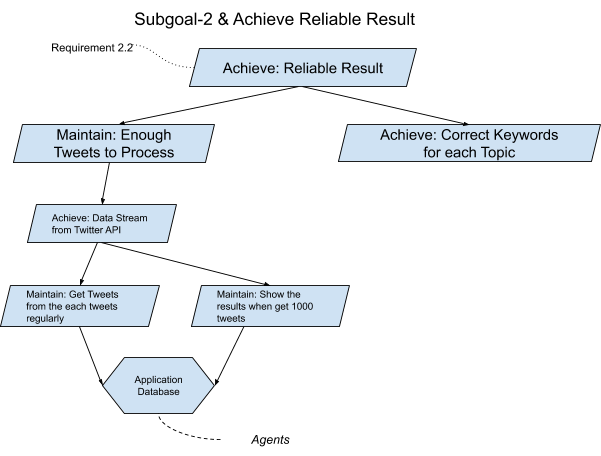 Subgoal-2 & Achieve Reliable Result
Requirement 2.2
Achieve: Reliable Result
Maintain: Enough
Tweets to Process
Achieve: Correct Keywords
for each Topic
Achieve: Data Stream
from Twitter API
Maintain: Get Tweets
from the each tweets
regularly
Maintain: Show the
results when get 1000
tweets
Application
Database
Agents